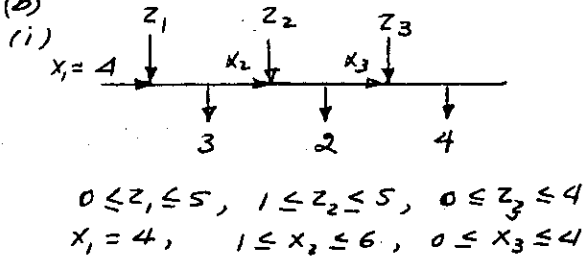 (b)
(i)
z₁ z₂ z₃
x₁ = 4 x₂ x₃
3 2 4
0 ≤ z₁ ≤ 5, 1 ≤ z₂ ≤ 5, 0 ≤ z₃ ≤ 4
x₁ = 4, 1 ≤ x₂ ≤ 6, 0 ≤ x₃ ≤ 4